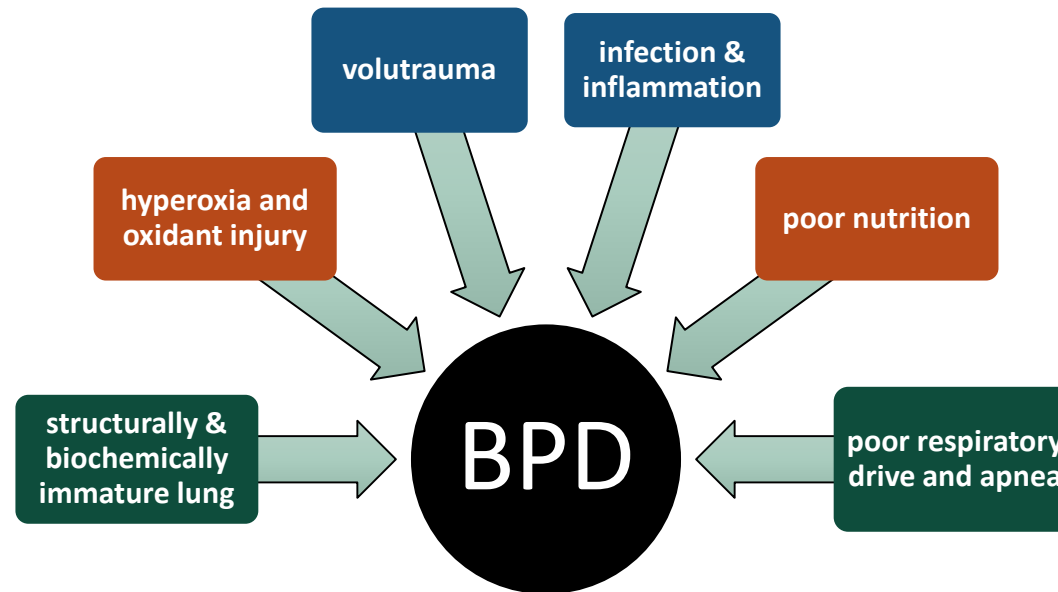 volutrauma
infection &
inflammation
hyperoxia and
oxidant injury
poor nutrition
structurally &
biochemically
immature lung
BPD
poor respiratory
drive and apnea